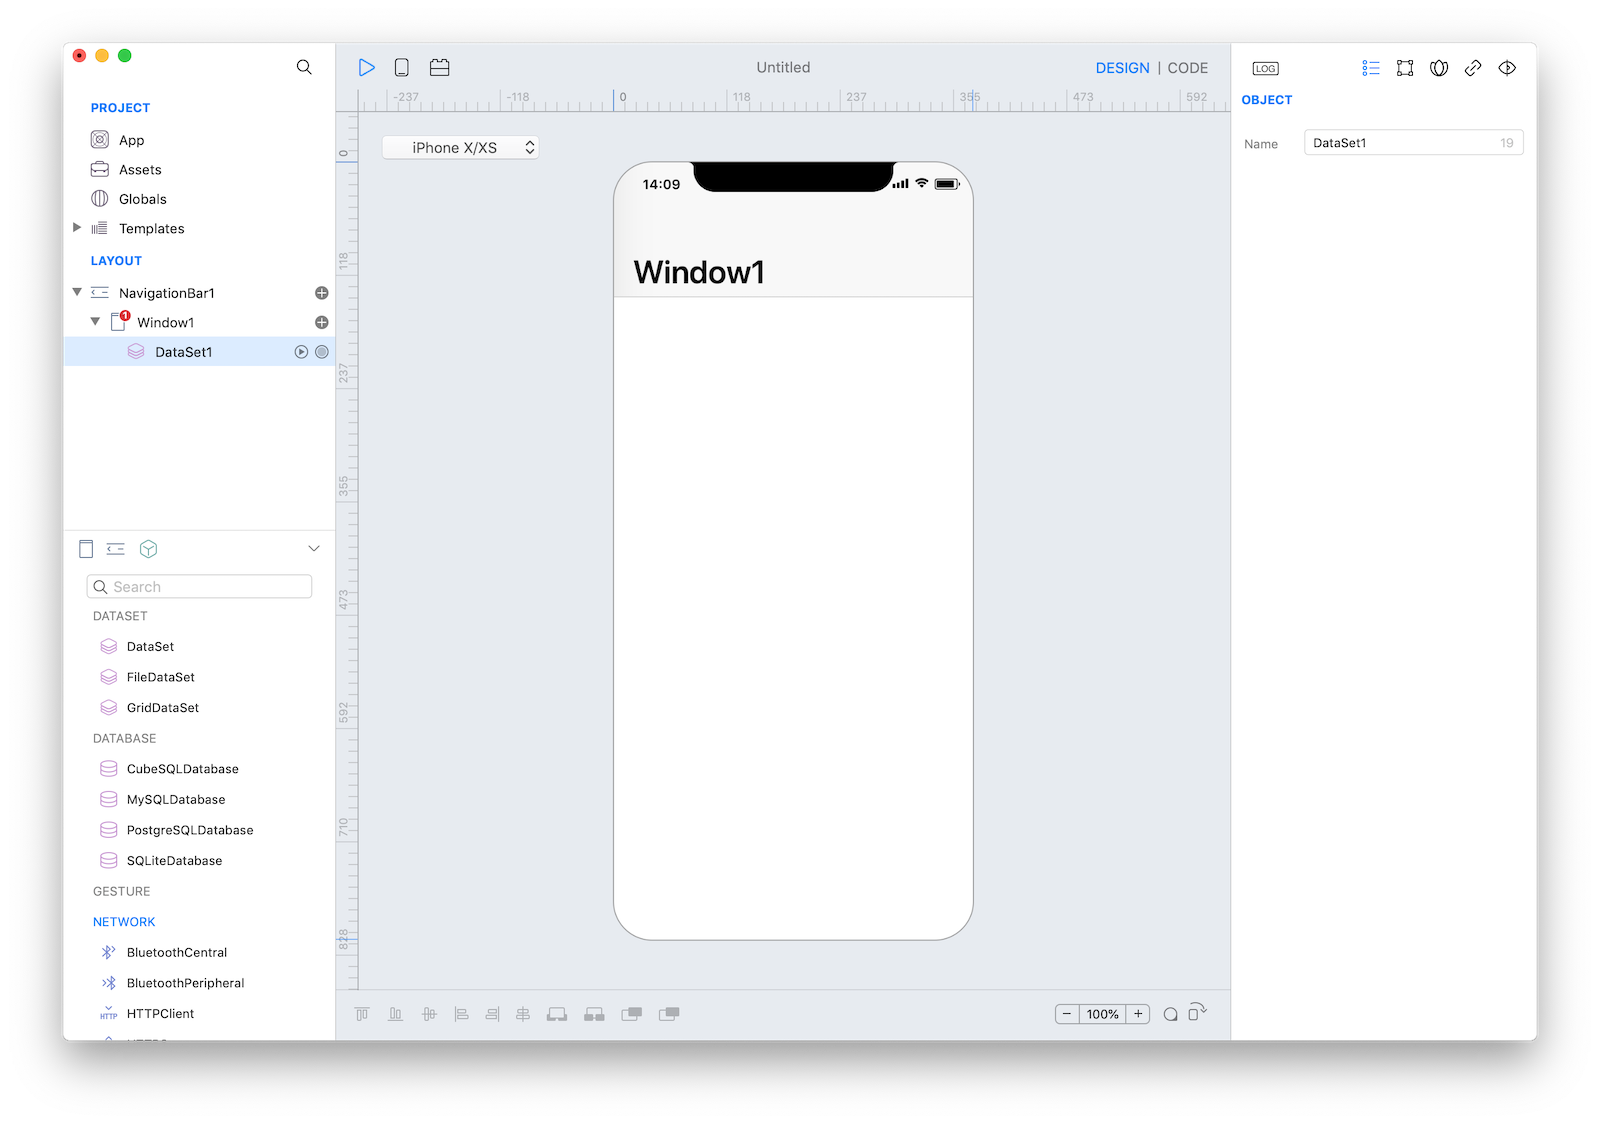 Untitled
DESIGN | CODE
LOG
PROJECT
App
Assets
Globals
Templates
LAYOUT
NavigationBar1
1
Window1
DataSet1
Search
DATASET
DataSet
FileDataSet
GridDataSet
DATABASE
CubeSQLDatabase
MySQLDatabase
PostgreSQLDatabase
SQLiteDatabase
GESTURE
NETWORK
BluetoothCentral
BluetoothPeripheral
HTTP
HTTPClient
-237 -118 0 118 237 355 473 592
0
118
237
355
473
592
710
828
iPhone X/XS
14:09
Window1
100%
OBJECT
Name DataSet1 19